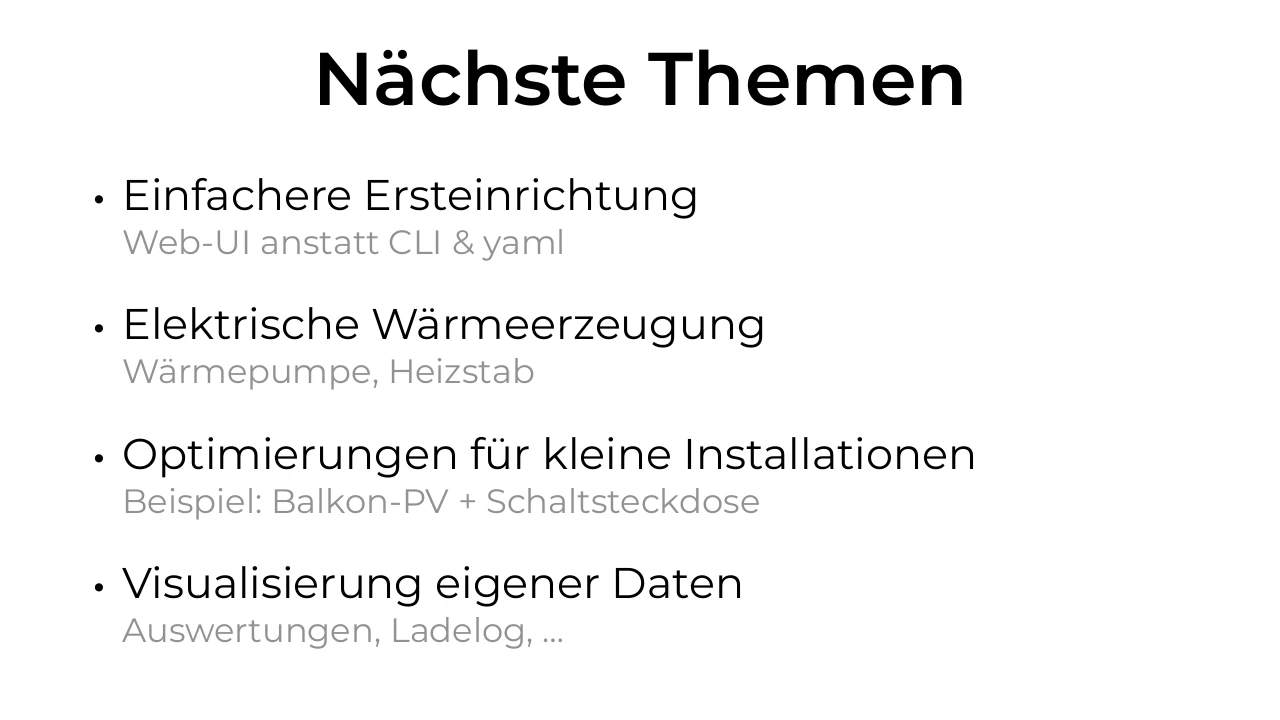 Nächste Themen
• Einfachere Ersteinrichtung
Web-UI anstatt CLI & yaml
• Elektrische Wärmeerzeugung
Wärmepumpe, Heizstab
• Optimierungen für kleine Installationen
Beispiel: Balkon-PV + Schaltsteckdose
• Visualisierung eigener Daten
Auswertungen, Ladelog, ...